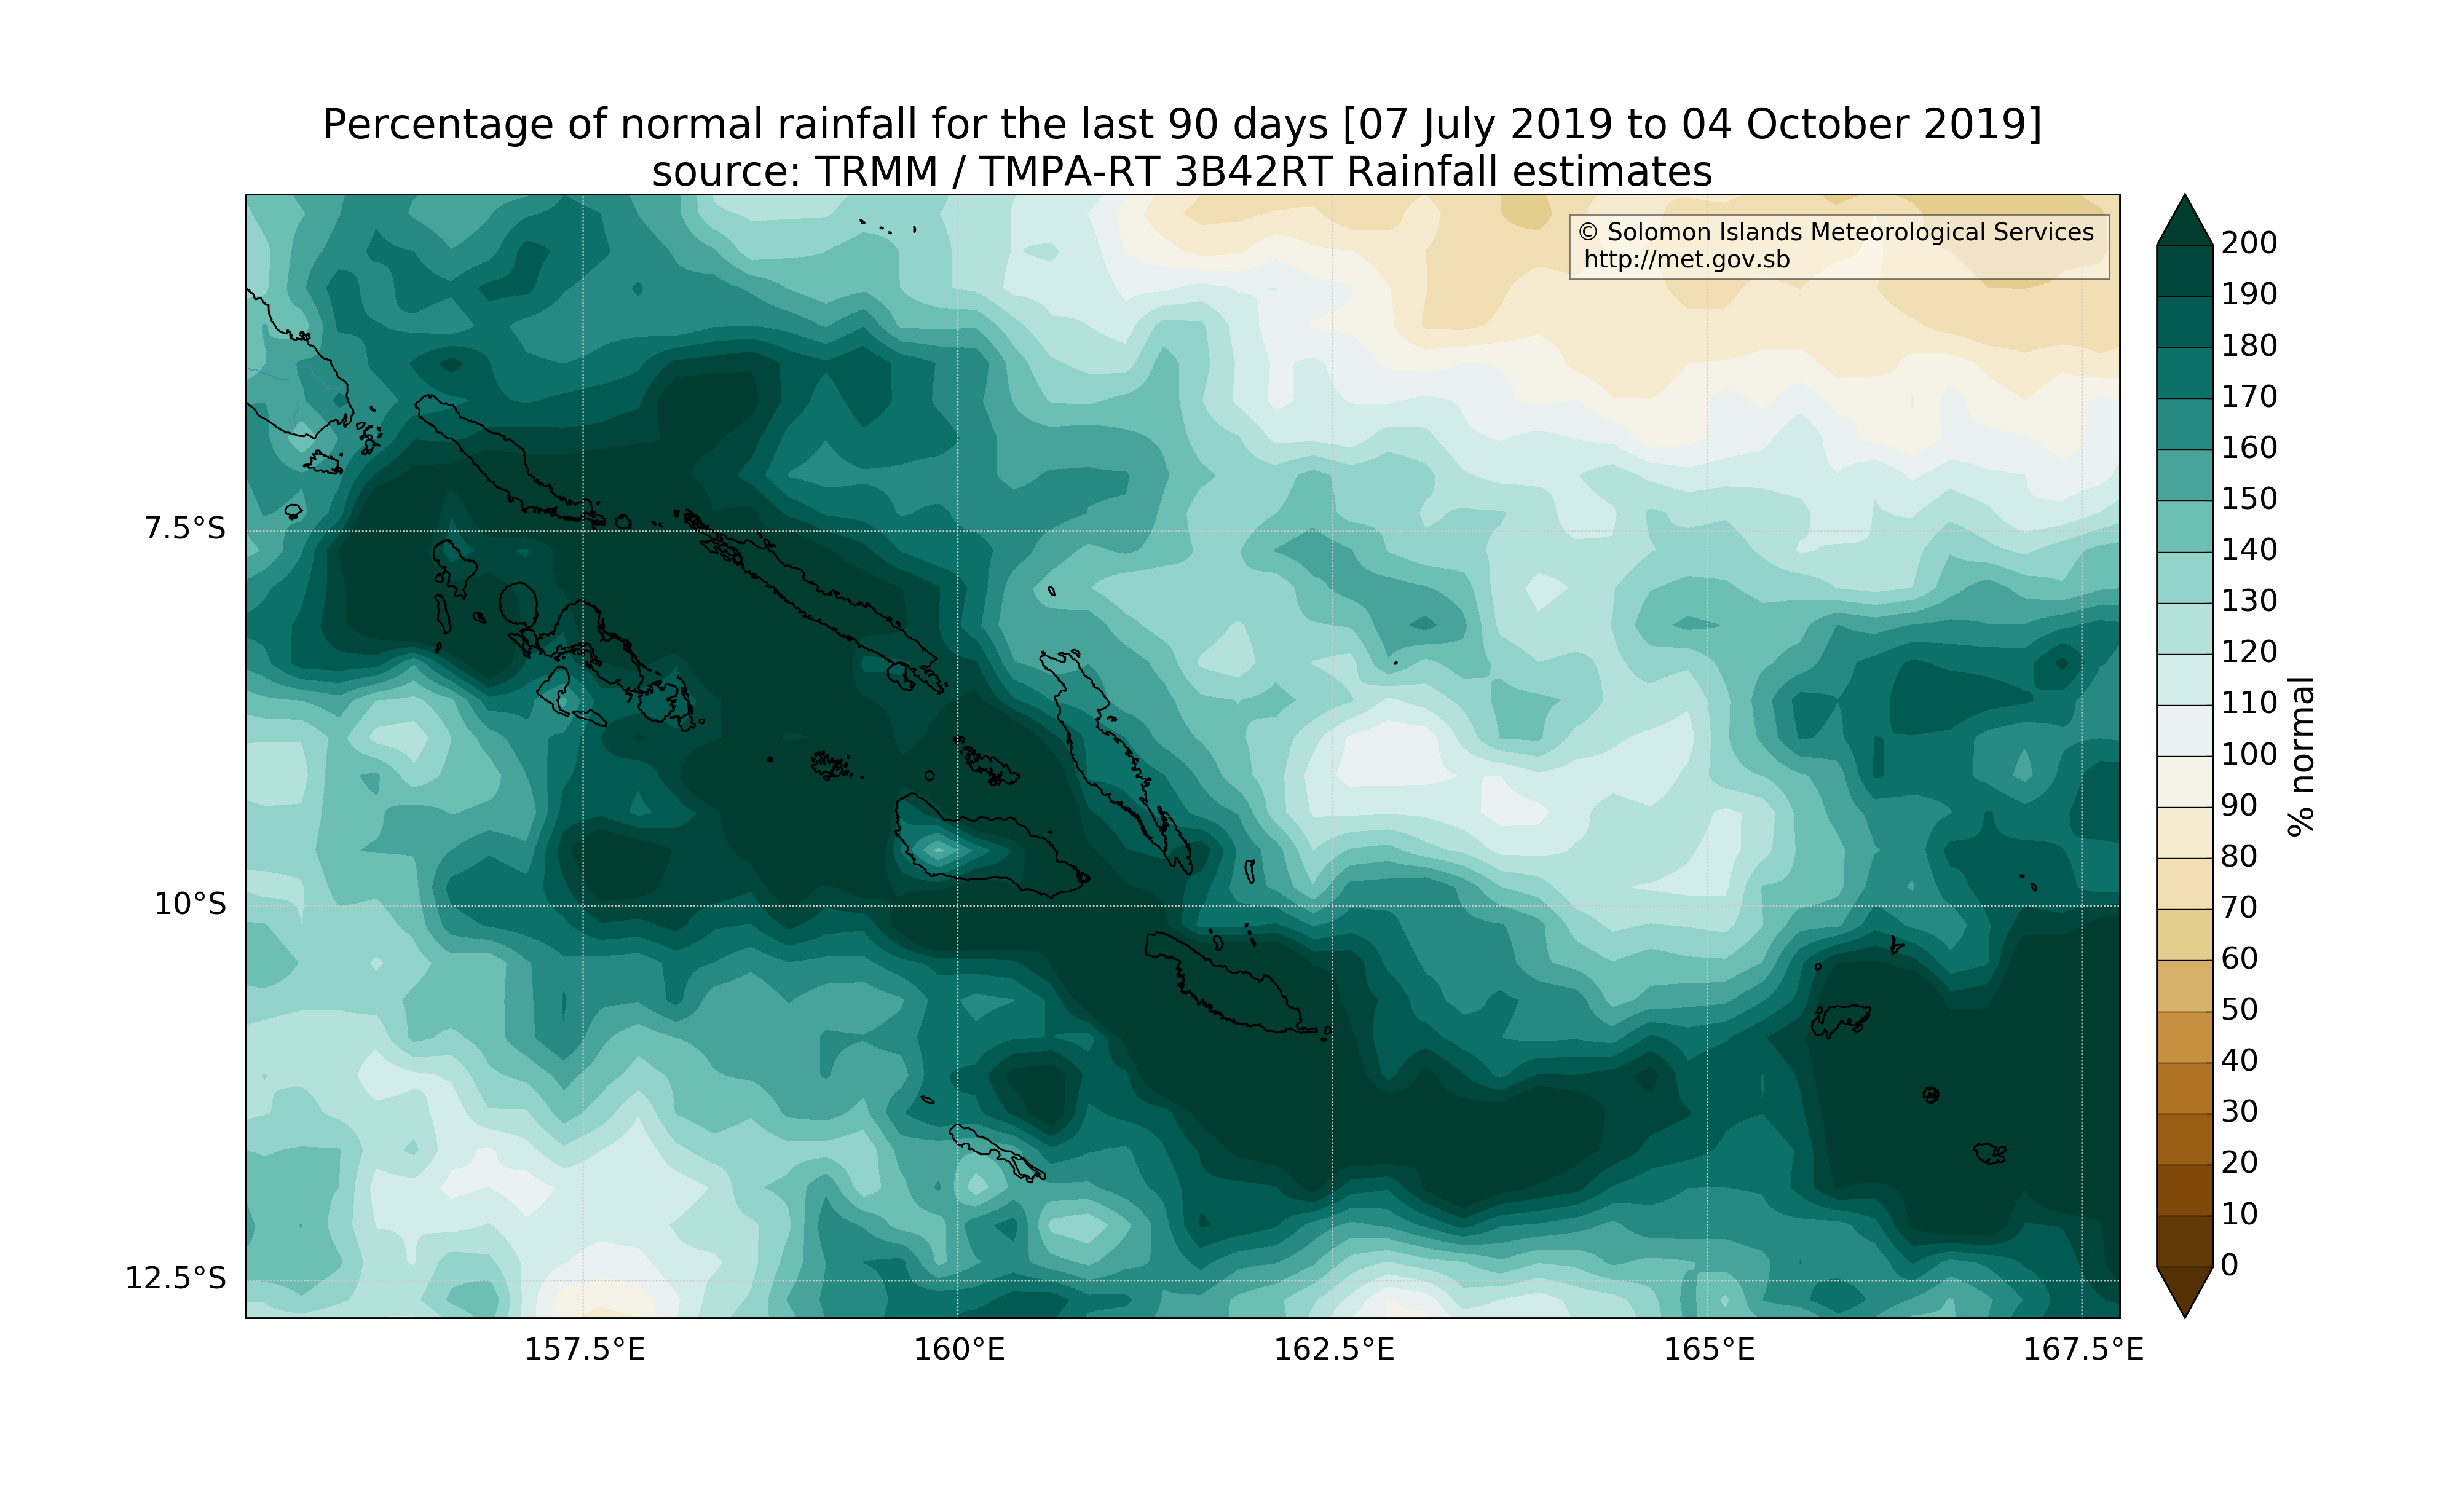 Percentage of normal rainfall for the last 90 days [07 July 2019 to 04 October 2019]
source: TRMM / TMPA-RT 3B42RT Rainfall estimates
© Solomon Islands Meteorological Services
http://met.gov.sb
7.5°S
10°S
12.5°S
157.5°E
160°E
162.5°E
165°E
167.5°E
200
190
180
170
160
150
140
130
120
110
100
90
80
70
60
50
40
30
20
10
0
% normal